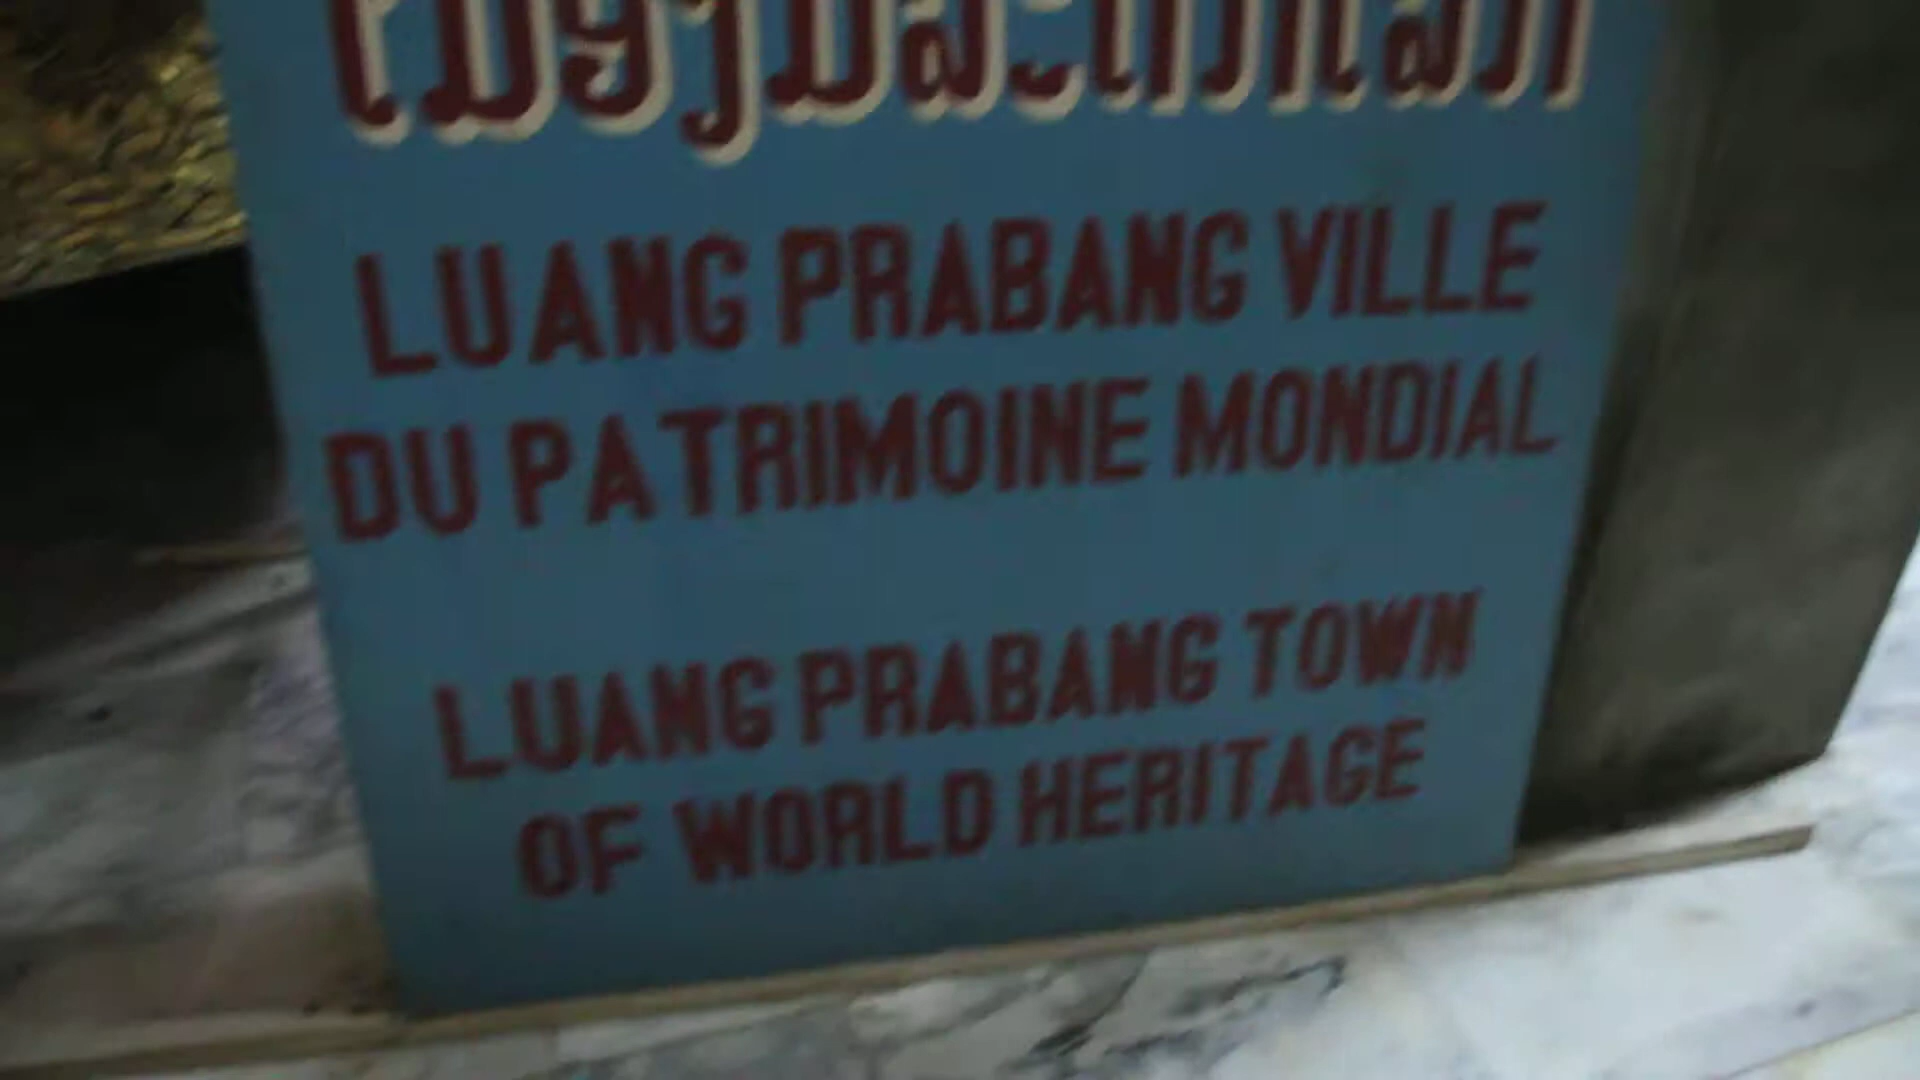 LUANG PRABANG VILLE
DU PATRIMOINE MONDIAL
LUANG PRABANG TOWN
OF WORLD HERITAGE